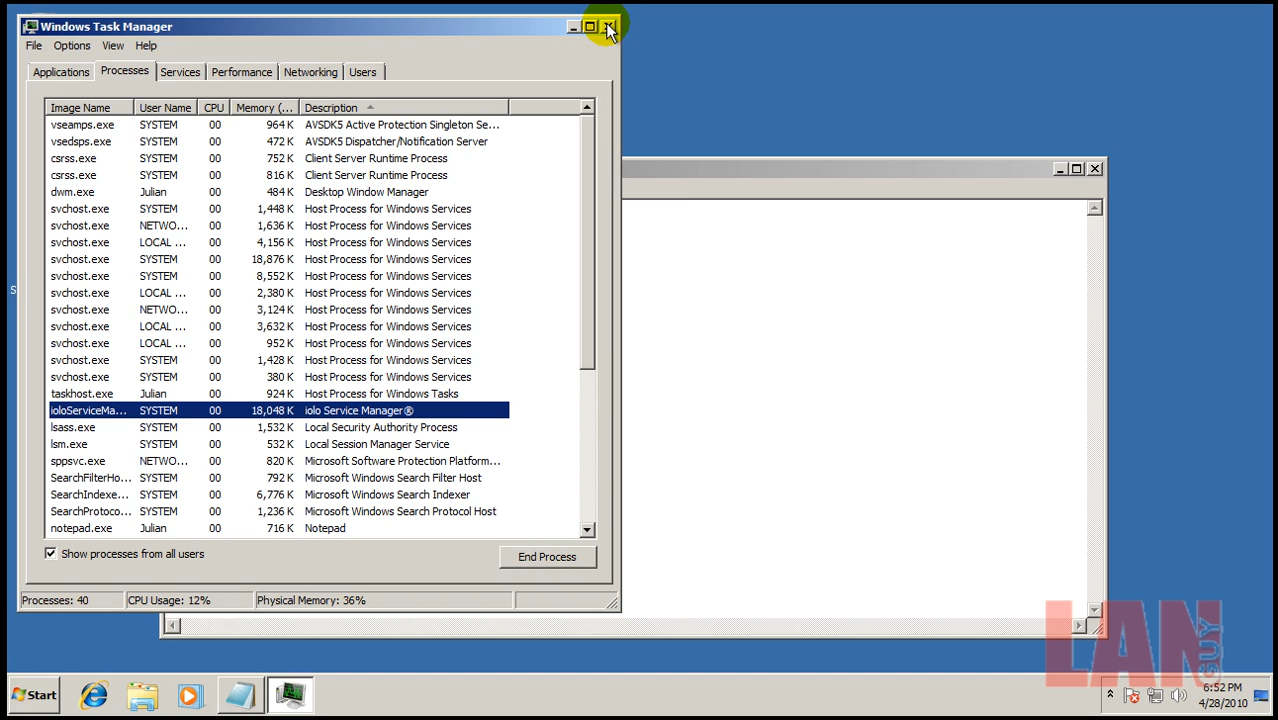 Windows Task Manager
File Options View Help
Applications Processes Services Performance Networking Users
Image Name User Name CPU Memory (... Description
vseamps.exe SYSTEM 00 964 K AVSDK5 Active Protection Singleton Se...
vsedsps.exe SYSTEM 00 472 K AVSDK5 Dispatcher/Notification Server
csrss.exe SYSTEM 00 752 K Client Server Runtime Process
csrss.exe SYSTEM 00 816 K Client Server Runtime Process
dwm.exe Julian 00 484 K Desktop Window Manager
svchost.exe SYSTEM 00 1,448 K Host Process for Windows Services
svchost.exe NETWO... 00 1,636 K Host Process for Windows Services
svchost.exe LOCAL ... 00 4,156 K Host Process for Windows Services
svchost.exe SYSTEM 00 18,876 K Host Process for Windows Services
svchost.exe SYSTEM 00 8,552 K Host Process for Windows Services
S
svchost.exe LOCAL ... 00 2,380 K Host Process for Windows Services
svchost.exe NETWO... 00 3,124 K Host Process for Windows Services
svchost.exe LOCAL ... 00 3,632 K Host Process for Windows Services
svchost.exe LOCAL ... 00 952 K Host Process for Windows Services
svchost.exe SYSTEM 00 1,428 K Host Process for Windows Services
svchost.exe SYSTEM 00 380 K Host Process for Windows Services
taskhost.exe Julian 00 924 K Host Process for Windows Tasks
ioloServiceMa... SYSTEM 00 18,048 K iolo Service Manager®
lsass.exe SYSTEM 00 1,532 K Local Security Authority Process
lsm.exe SYSTEM 00 532 K Local Session Manager Service
sppsvc.exe NETWO... 00 820 K Microsoft Software Protection Platform...
SearchFilterHo... SYSTEM 00 792 K Microsoft Windows Search Filter Host
SearchIndexe... SYSTEM 00 6,776 K Microsoft Windows Search Indexer
SearchProtoco... SYSTEM 00 1,236 K Microsoft Windows Search Protocol Host
notepad.exe Julian 00 716 K Notepad
Show processes from all users End Process
Processes: 40 CPU Usage: 12% Physical Memory: 36%
LAN GUY
Start 6:52 PM
4/28/2010